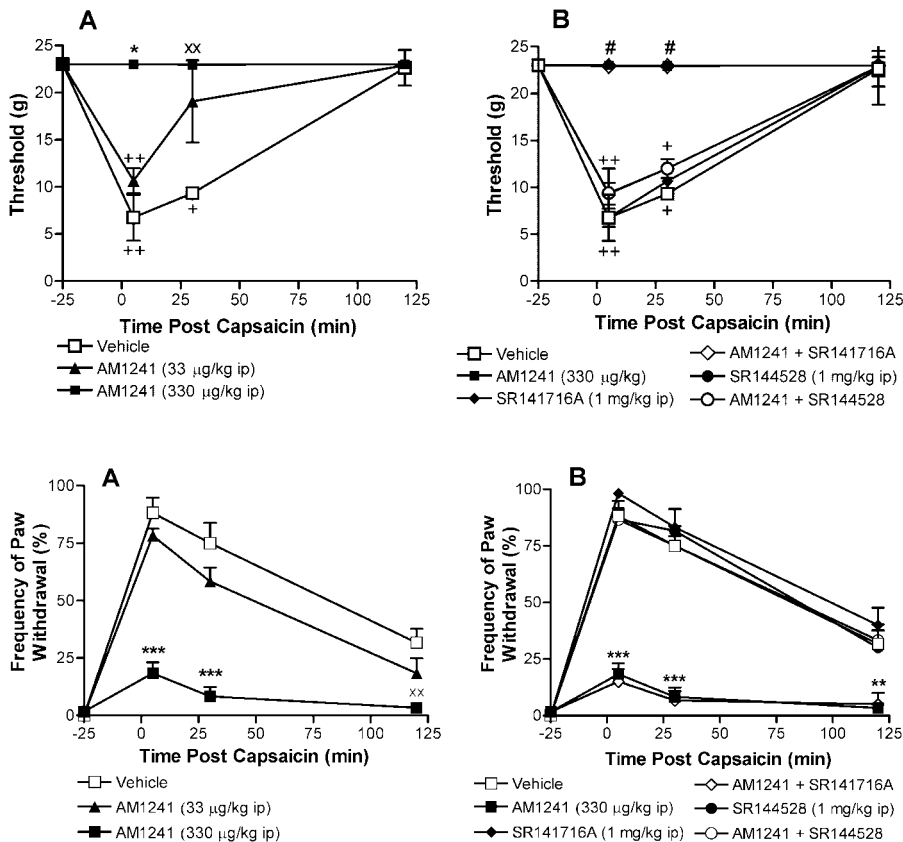 A
B
*
xx
#
#
+
25
20
15
10
5
0
Threshold (g)
++
++
+
-25
0
25
50
75
100
125
Time Post Capsaicin (min)
Vehicle
AM1241 (33 μg/kg ip)
AM1241 (330 μg/kg ip)
25
20
15
10
5
0
Threshold (g)
++
++
+
+
-25
0
25
50
75
100
125
Time Post Capsaicin (min)
Vehicle
AM1241 (330 μg/kg)
SR141716A (1 mg/kg ip)
AM1241 + SR141716A
SR144528 (1 mg/kg ip)
AM1241 + SR144528
A
100
75
50
25
0
Frequency of Paw
Withdrawal (%)
***
***
xx
-25
0
25
50
75
100
125
Time Post Capsaicin (min)
Vehicle
AM1241 (33 μg/kg ip)
AM1241 (330 μg/kg ip)
B
100
75
50
25
0
Frequency of Paw
Withdrawal (%)
***
***
**
-25
0
25
50
75
100
125
Time Post Capsaicin (min)
Vehicle
AM1241 (330 μg/kg ip)
SR141716A (1 mg/kg ip)
AM1241 + SR141716A
SR144528 (1 mg/kg ip)
AM1241 + SR144528